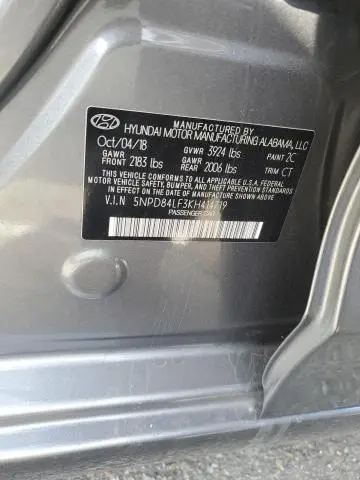 MANUFACTURED BY
HYUNDAI MOTOR MANUFACTURING ALABAMA, LLC
Oct/04/18 GVWR 3924 lbs PAINT 2C
GAWR FRONT 2183 lbs GAWR REAR 2006 lbs TRIM CT
THIS VEHICLE CONFORMS TO ALL APPLICABLE U.S.A. FEDERAL
MOTOR VEHICLE SAFETY, BUMPER, AND THEFT PREVENTION STANDARDS
IN EFFECT ON THE DATE OF MANUFACTURE SHOWN ABOVE.
V.I.N 5NPD84LF3KH414719
PASSENGER CAR